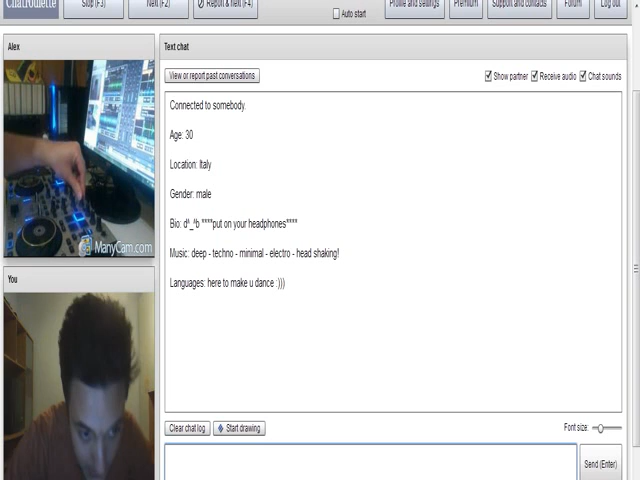 Chatroulette
Stop (F3)
Next (F2)
Report & next (F4)
Auto start
Profile and settings
Premium
Support and contacts
Forum
Log out
Alex
ManyCam.com
You
Text chat
View or report past conversations
Show partner
Receive audio
Chat sounds
Connected to somebody.
Age: 30
Location: Italy
Gender: male
Bio: d^_^b ****put on your headphones****
Music: deep - techno - minimal - electro - head shaking!
Languages: here to make u dance :)))
Clear chat log
Start drawing
Font size:
Send (Enter)